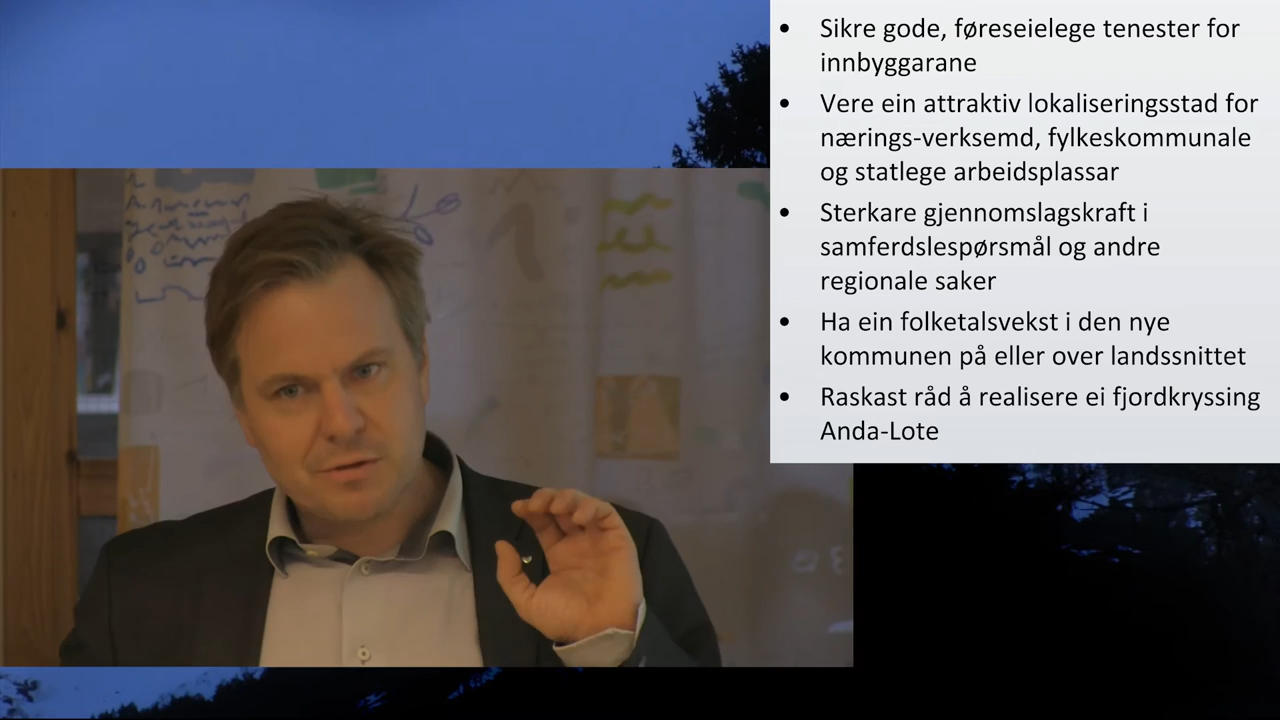 Sikre gode, føreseielege tenester for
innbyggarane
Vere ein attraktiv lokaliseringsstad for
nærings-verksemd, fylkeskommunale
og statlege arbeidsplassar
Sterkare gjennomslagskraft i
samferdslespørsmål og andre
regionale saker
Ha ein folketalsvekst i den nye
kommunen på eller over landssnittet
Raskast råd å realisere ei fjordkryssing
Anda-Lote